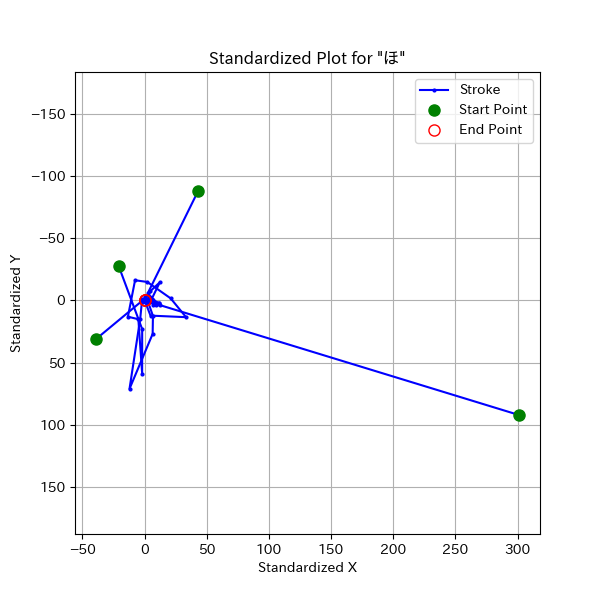 Standardized Plot for "ほ"
Stroke
Start Point
End Point
−150
−100
−50
0
50
100
150
Standardized Y
−50
0
50
100
150
200
250
300
Standardized X